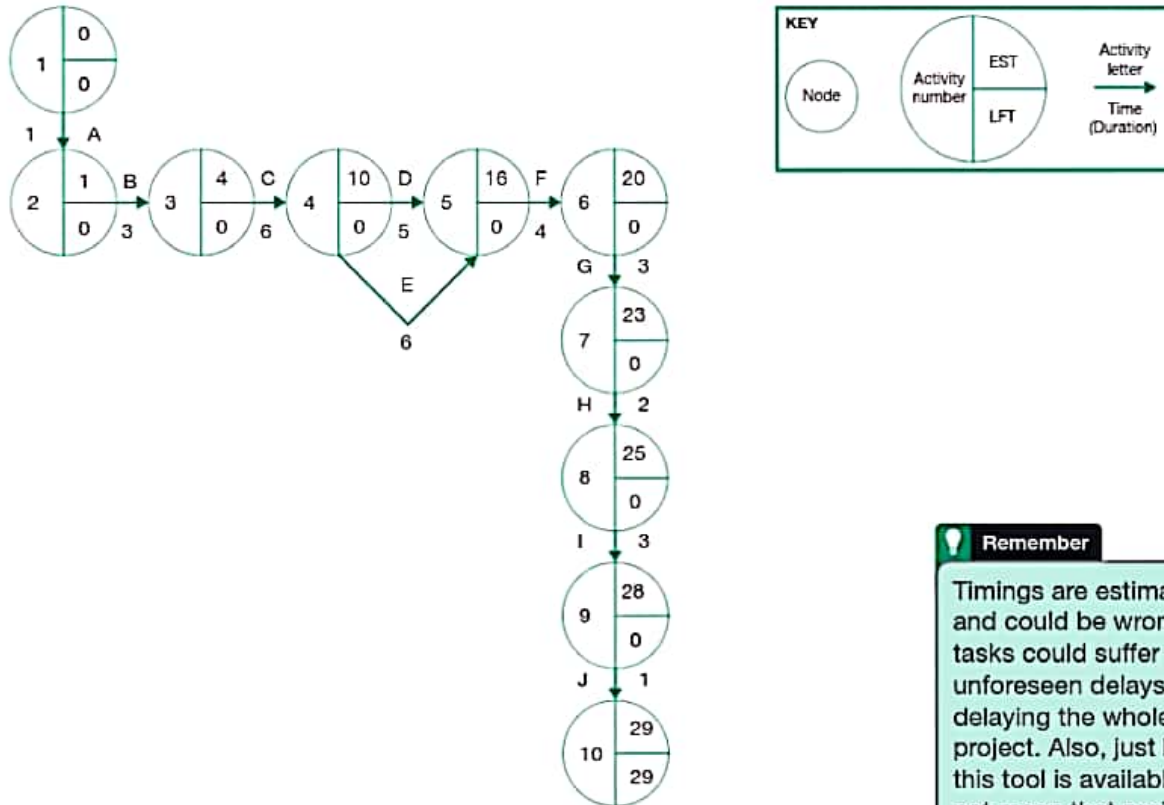 KEY
Node
Activity number
EST
LFT
Activity letter
Time (Duration)
1 0 0
1 A
2 1 0
B 3
3 4 0
C 6
4 10 0
D 5
E 6
5 16 0
F 4
6 20 0
G 3
7 23 0
H 2
8 25 0
I 3
9 28 0
J 1
10 29 29
Remember
Timings are estima
and could be wron
tasks could suffer
unforeseen delays
delaying the whole
project. Also, just
this tool is availabl